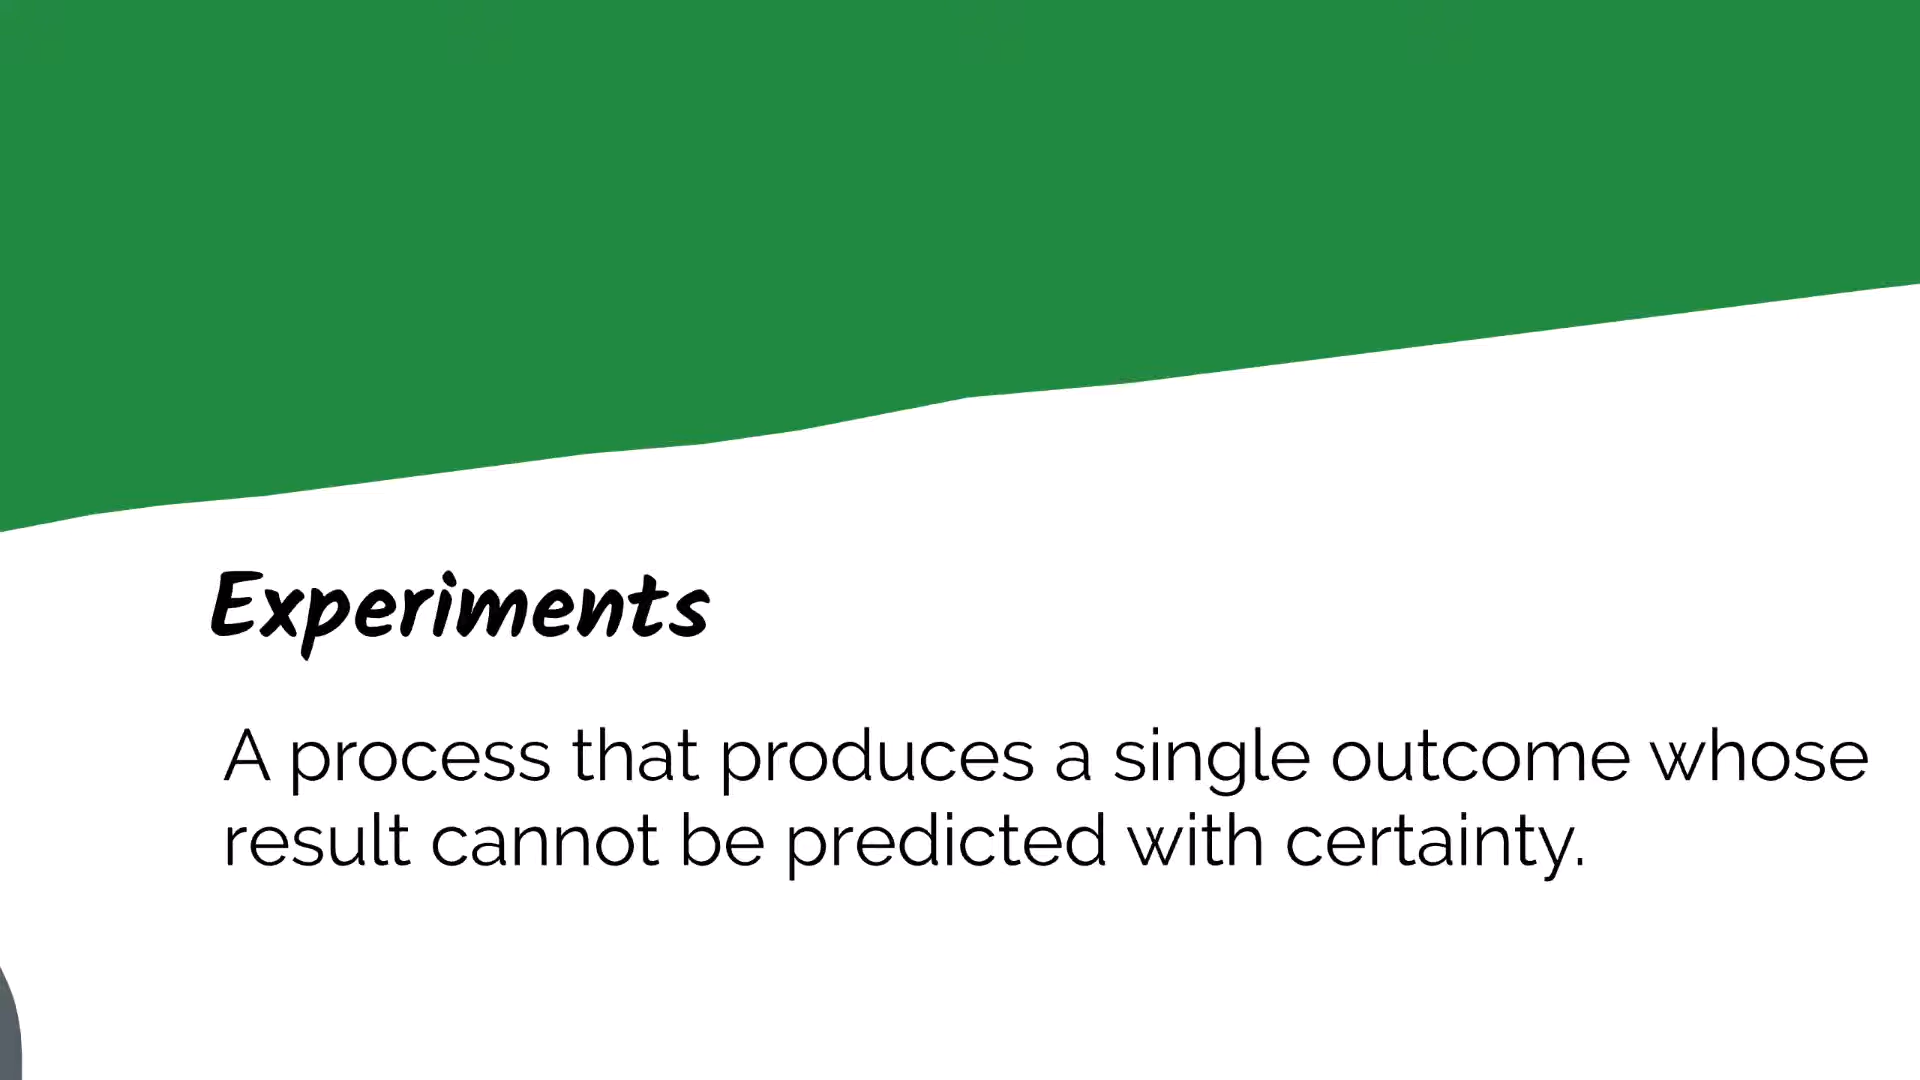 Experiments
A process that produces a single outcome whose
result cannot be predicted with certainty.